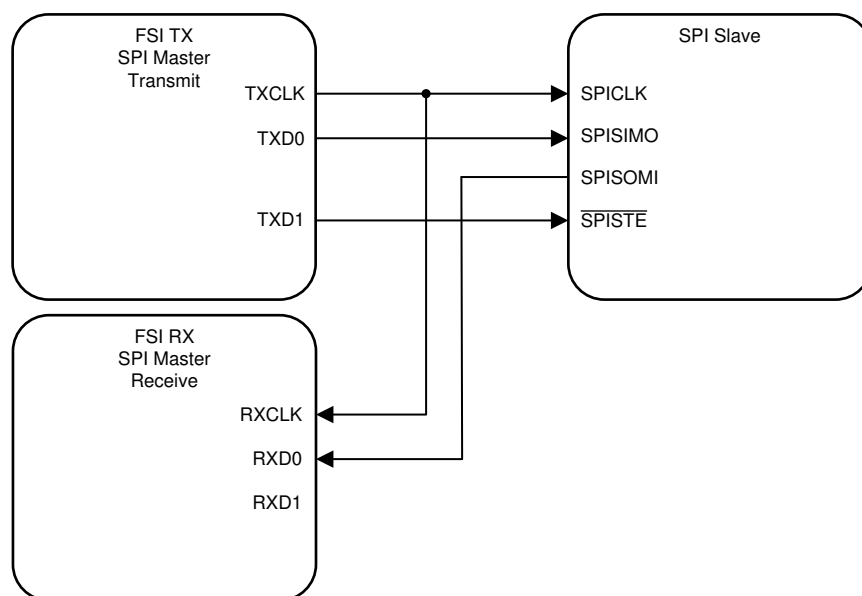 FSI TX
SPI Master
Transmit
TXCLK
TXD0
TXD1
SPI Slave
SPICLK
SPISIMO
SPISOMI
SPISTE
FSI RX
SPI Master
Receive
RXCLK
RXD0
RXD1